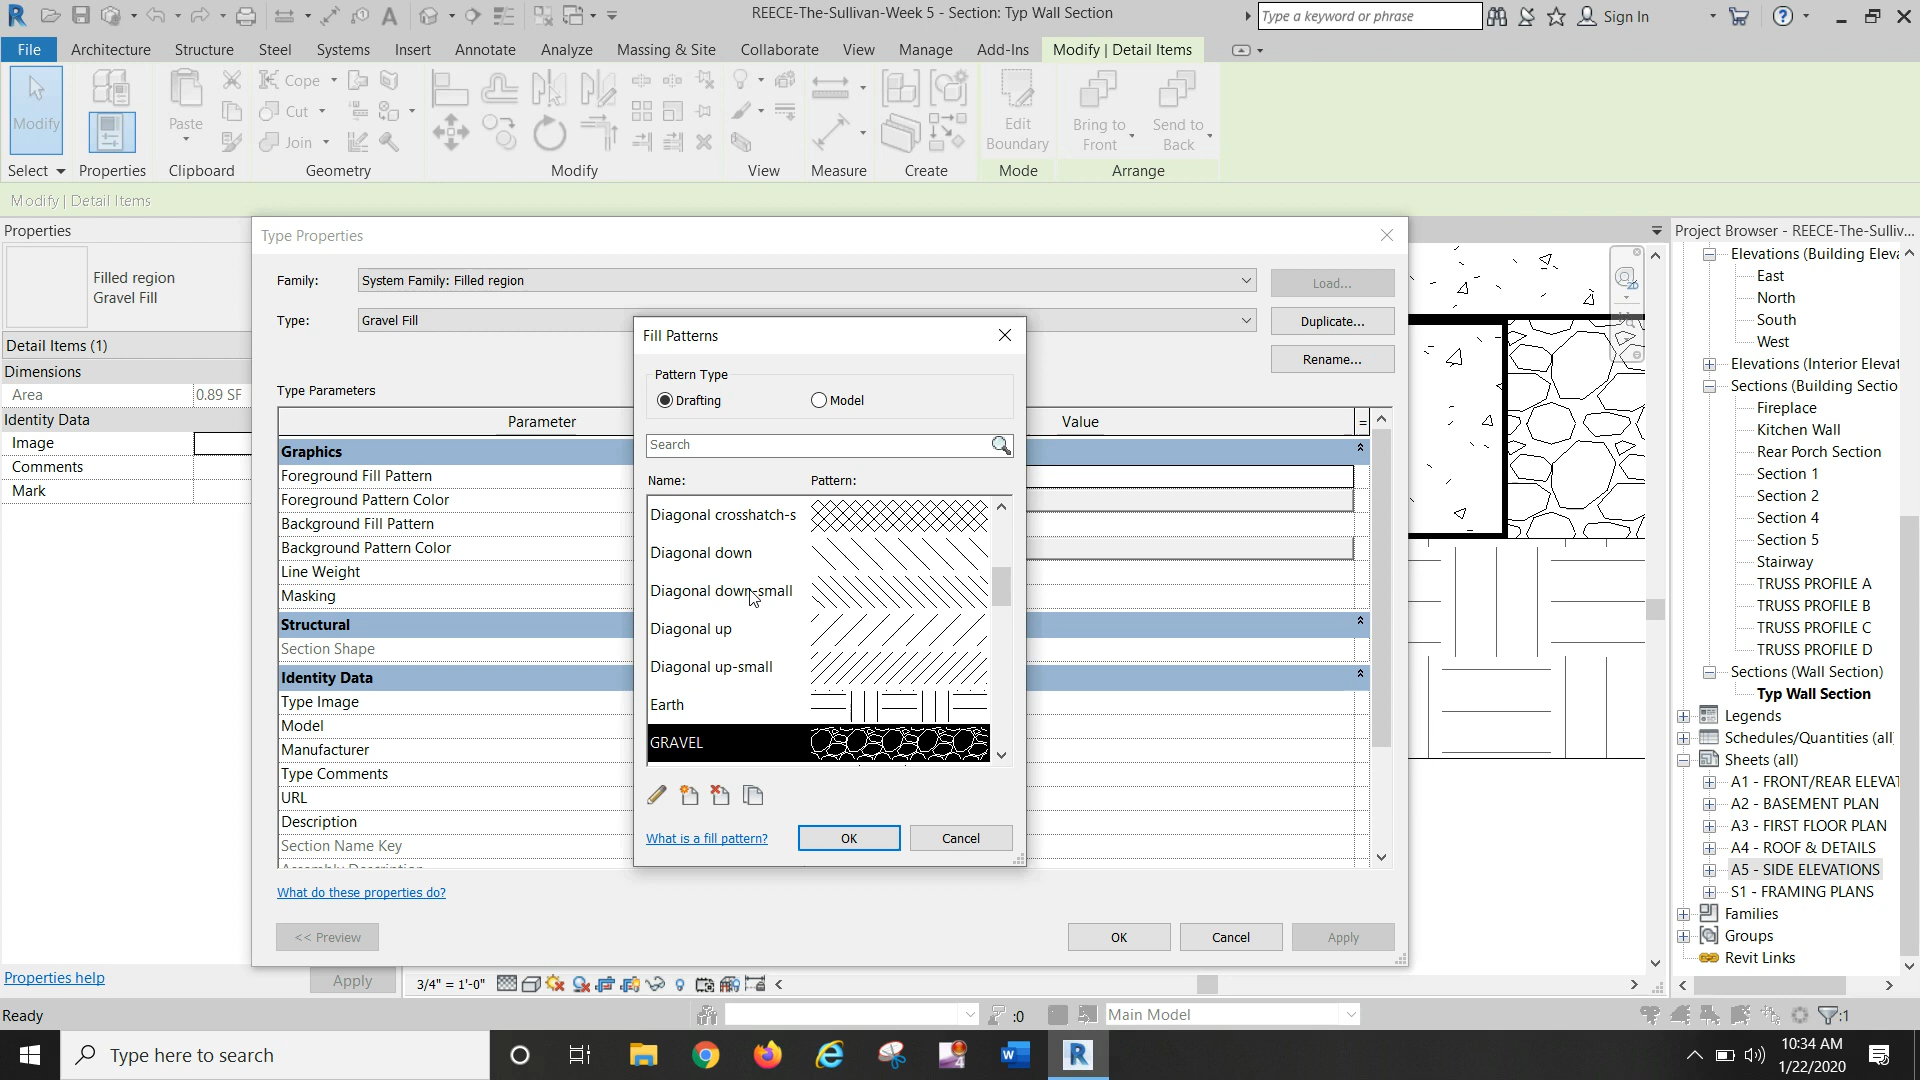 REECE-The-Sullivan-Week 5 - Section: Typ Wall Section
Type a keyword or phrase
Sign In
File Architecture Structure Steel Systems Insert Annotate Analyze Massing & Site Collaborate View Manage Add-Ins Modify | Detail Items
Modify
Paste
Cope
Cut
Join
Edit Boundary
Bring to Front
Send to Back
Select Properties Clipboard Geometry Modify View Measure Create Mode Arrange
Modify | Detail Items
Properties
Filled region
Gravel Fill
Detail Items (1)
Dimensions
Area 0.89 SF
Identity Data
Image
Comments
Mark
Properties help
Apply
Type Properties
Family: System Family: Filled region Load...
Type: Gravel Fill Duplicate...
Rename...
Type Parameters
Parameter Value =
Graphics
Foreground Fill Pattern
Foreground Pattern Color
Background Fill Pattern
Background Pattern Color
Line Weight
Masking
Structural
Section Shape
Identity Data
Type Image
Model
Manufacturer
Type Comments
URL
Description
Section Name Key
What do these properties do?
<< Preview OK Cancel Apply
Fill Patterns
Pattern Type
Drafting Model
Search
Name: Pattern:
Diagonal crosshatch-s
Diagonal down
Diagonal down-small
Diagonal up
Diagonal up-small
Earth
GRAVEL
What is a fill pattern? OK Cancel
Project Browser - REECE-The-Sulliv...
Elevations (Building Eleva
East
North
South
West
Elevations (Interior Elevat
Sections (Building Sectio
Fireplace
Kitchen Wall
Rear Porch Section
Section 1
Section 2
Section 4
Section 5
Stairway
TRUSS PROFILE A
TRUSS PROFILE B
TRUSS PROFILE C
TRUSS PROFILE D
Sections (Wall Section)
Typ Wall Section
Legends
Schedules/Quantities (all)
Sheets (all)
A1 - FRONT/REAR ELEVAT
A2 - BASEMENT PLAN
A3 - FIRST FLOOR PLAN
A4 - ROOF & DETAILS
A5 - SIDE ELEVATIONS
S1 - FRAMING PLANS
Families
Groups
Revit Links
3/4" = 1'-0"
Ready
:0
Main Model
:1
Type here to search
10:34 AM
1/22/2020